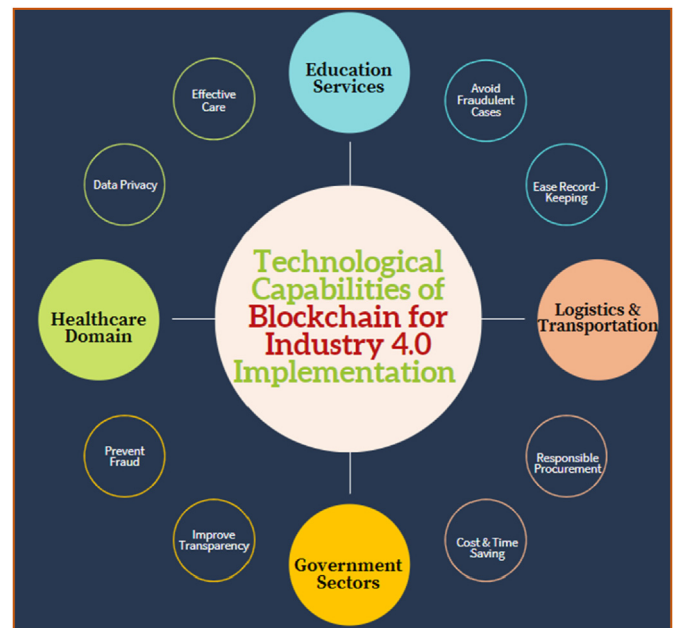 Education
Services
Effective
Care
Avoid
Fraudulent
Cases
Data Privacy
Ease Record-
Keeping
Technological
Capabilities of
Blockchain for
Industry 4.0
Implementation
Healthcare
Domain
Logistics &
Transportation
Prevent
Fraud
Responsible
Procurement
Improve
Transparency
Cost & Time
Saving
Government
Sectors